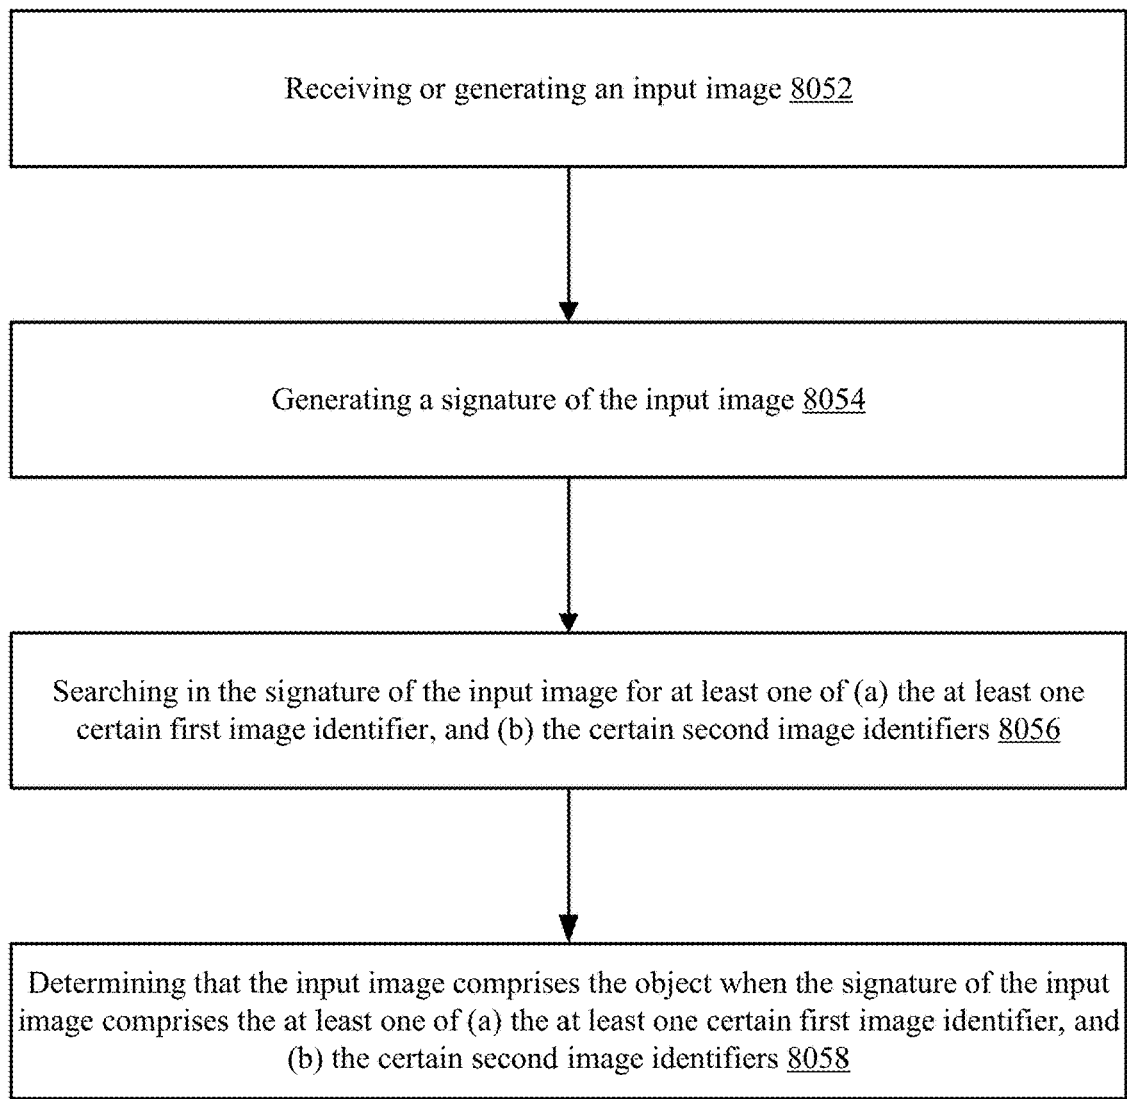 Receiving or generating an input image 8052
Generating a signature of the input image 8054
Searching in the signature of the input image for at least one of (a) the at least one
certain first image identifier, and (b) the certain second image identifiers 8056
Determining that the input image comprises the object when the signature of the input
image comprises the at least one of (a) the at least one certain first image identifier, and
(b) the certain second image identifiers 8058